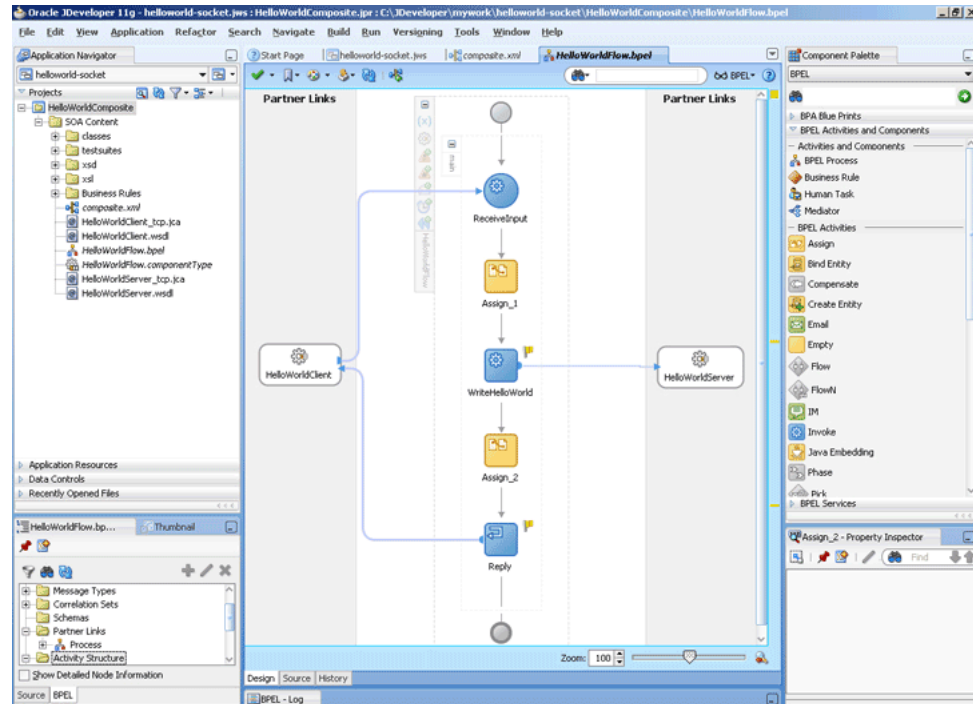 Oracle JDeveloper 11g - helloworld-socket.jws : HelloWorldComposite.jpr : C:\JDeveloper\mywork\helloworld-socket\HelloWorldComposite\HelloWorldFlow.bpel
File Edit View Application Refactor Search Navigate Build Run Versioning Tools Window Help
Application Navigator
helloworld-socket
Projects
HelloWorldComposite
SOA Content
classes
testsuites
xsd
xsl
Business Rules
composite.xml
HelloWorldClient_tcp.jca
HelloWorldClient.wsdl
HelloWorldFlow.bpel
HelloWorldFlow.componentType
HelloWorldServer_tcp.jca
HelloWorldServer.wsdl
Application Resources
Data Controls
Recently Opened Files
HelloWorldFlow.bp...
Thumbnail
Message Types
Correlation Sets
Schemas
Partner Links
Process
Activity Structure
Show Detailed Node Information
Source BPEL
Start Page
helloworld-socket.jws
composite.xml
HelloWorldFlow.bpel
BPEL
Partner Links
Partner Links
main
HelloWorldFlow
ReceiveInput
Assign_1
HelloWorldClient
WriteHelloWorld
HelloWorldServer
Assign_2
Reply
Zoom: 100
Design Source History
BPEL - Log
Component Palette
BPEL
BPA Blue Prints
BPEL Activities and Components
Activities and Components
BPEL Process
Business Rule
Human Task
Mediator
BPEL Activities
Assign
Bind Entity
Compensate
Create Entity
Email
Empty
Flow
FlowN
IM
Invoke
Java Embedding
Phase
Pick
BPEL Services
Assign_2 - Property Inspector
Find